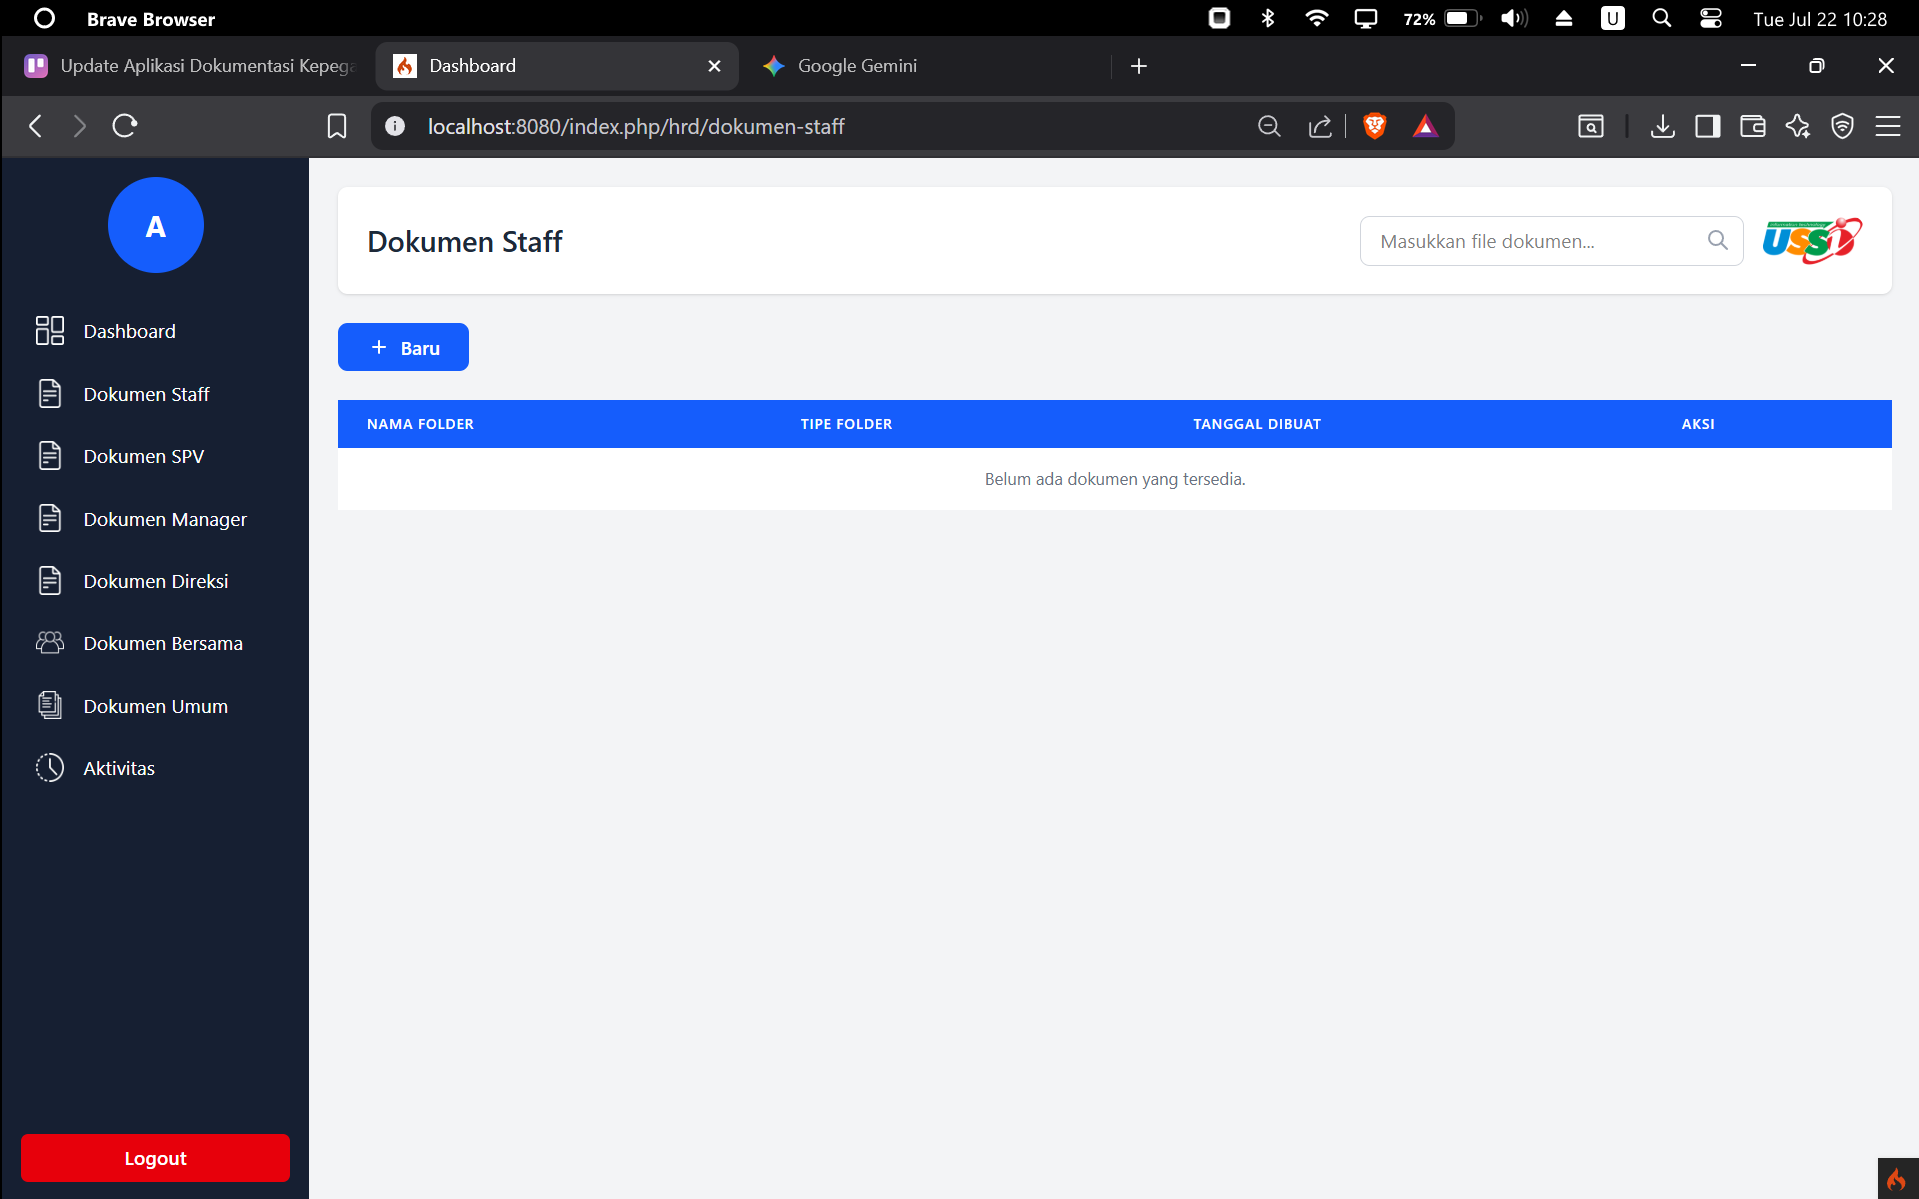 Brave Browser
72%
U
Tue Jul 22 10:28
Update Aplikasi Dokumentasi Kepega
Dashboard
Google Gemini
localhost:8080/index.php/hrd/dokumen-staff
A
Dashboard
Dokumen Staff
Dokumen SPV
Dokumen Manager
Dokumen Direksi
Dokumen Bersama
Dokumen Umum
Aktivitas
Logout
Dokumen Staff
Masukkan file dokumen...
USSi
+ Baru
NAMA FOLDER TIPE FOLDER TANGGAL DIBUAT AKSI
Belum ada dokumen yang tersedia.